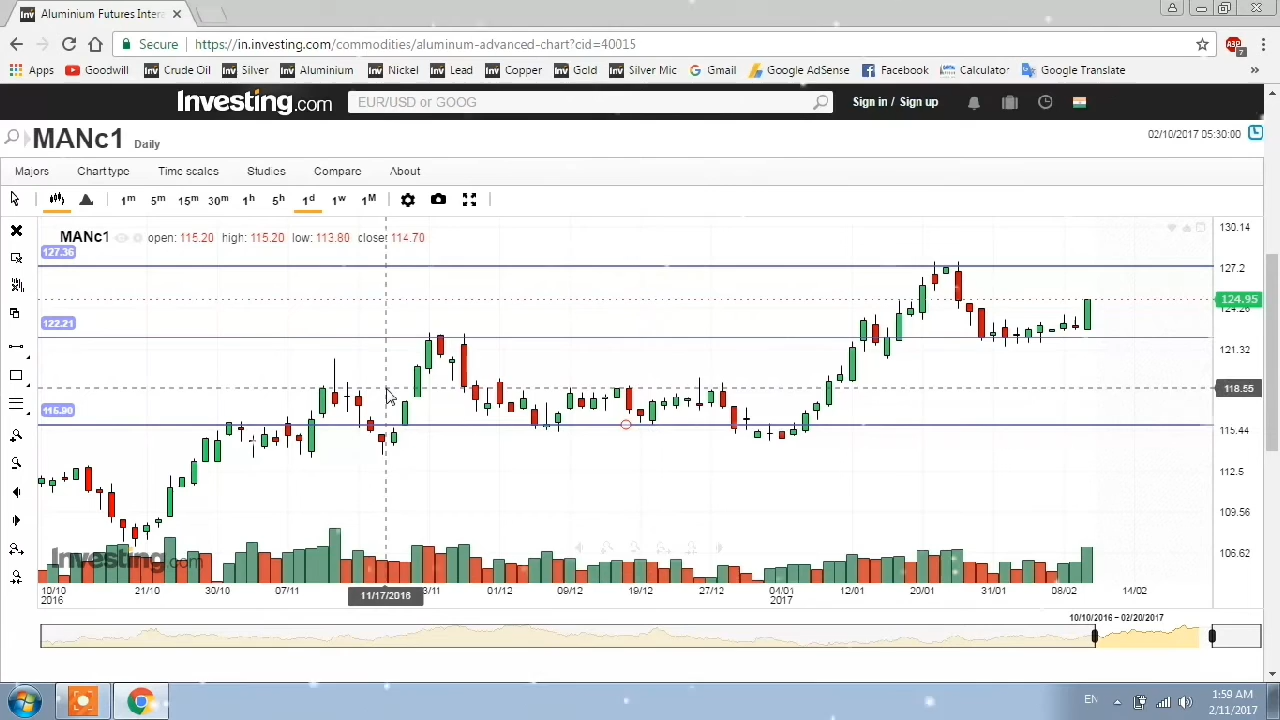 Aluminium Futures Intera
Secure https://in.investing.com/commodities/aluminum-advanced-chart?cid=40015
Apps Goodwill Crude Oil Silver Aluminium Nickel Lead Copper Gold Silver Mic Gmail Google AdSense Facebook Calculator Google Translate »
Investing.com EUR/USD or GOOG Sign in / Sign up
MANc1 Daily 02/10/2017 05:30:00
Majors Chart type Time scales Studies Compare About
1m 5m 15m 30m 1h 5h 1d 1w 1M
MANc1 open: 115.20 high: 115.20 low: 113.80 close: 114.70
130.14
127.36
127.2
124.95
122.21
121.32
118.55
115.90
115.44
112.5
109.56
106.62
Investing.com
10/10 21/10 30/10 07/11 11/17/2016 3/11 09/12 19/12 27/12 04/01 12/01 20/01 31/01 08/02 14/02
2016 2017
10/10/2016 - 02/20/2017
EN 1:59 AM
2/11/2017